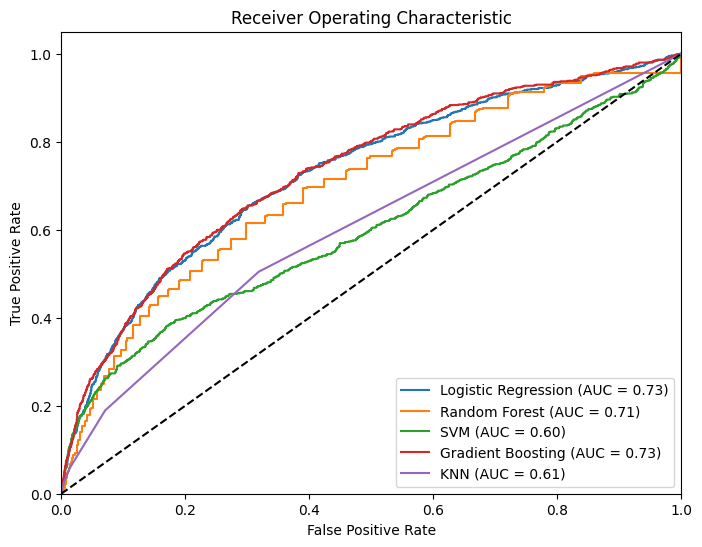 Receiver Operating Characteristic
True Positive Rate
1.0
0.8
0.6
0.4
0.2
0.0
Logistic Regression (AUC = 0.73)
Random Forest (AUC = 0.71)
SVM (AUC = 0.60)
Gradient Boosting (AUC = 0.73)
KNN (AUC = 0.61)
0.0 0.2 0.4 0.6 0.8 1.0
False Positive Rate